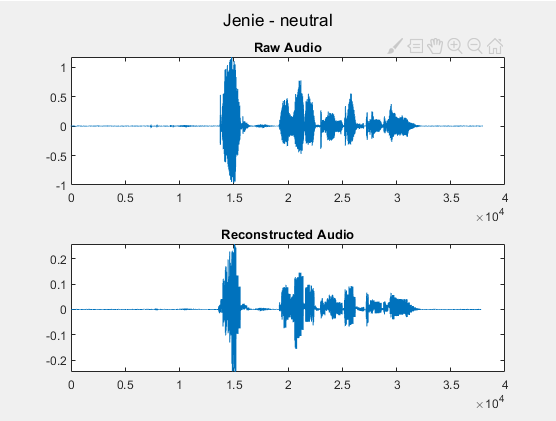 Jenie - neutral
Raw Audio
1
0.5
0
-0.5
-1
0 0.5 1 1.5 2 2.5 3 3.5 4
×10^4
Reconstructed Audio
0.2
0.1
0
-0.1
-0.2
0 0.5 1 1.5 2 2.5 3 3.5 4
×10^4